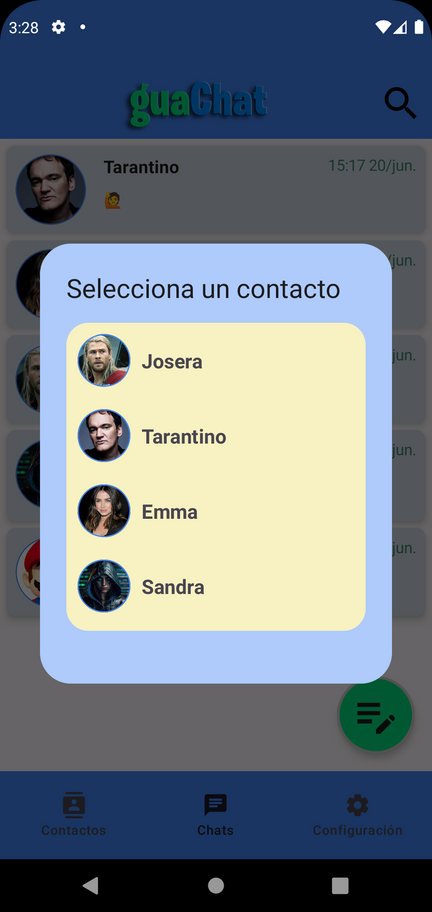 3:28
guaChat
Tarantino
15:17 20/jun.
/jun.
Selecciona un contacto
/jun.
Josera
Tarantino
/jun.
Emma
/jun.
Sandra
Contactos
Chats
Configuración